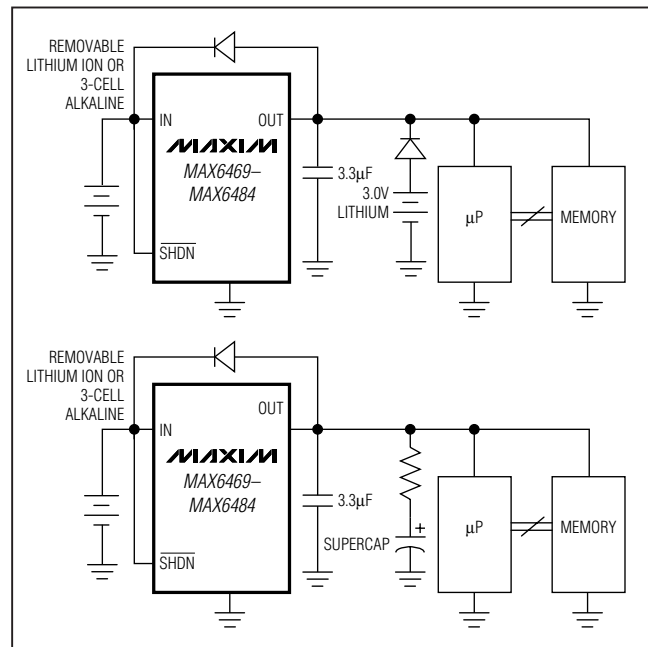 REMOVABLE
LITHIUM ION OR
3-CELL
ALKALINE
IN
OUT
MAXIM
MAX6469–
MAX6484
SHDN
3.3µF
3.0V
LITHIUM
µP
MEMORY
REMOVABLE
LITHIUM ION OR
3-CELL
ALKALINE
IN
OUT
MAXIM
MAX6469–
MAX6484
SHDN
3.3µF
+
SUPERCAP
µP
MEMORY